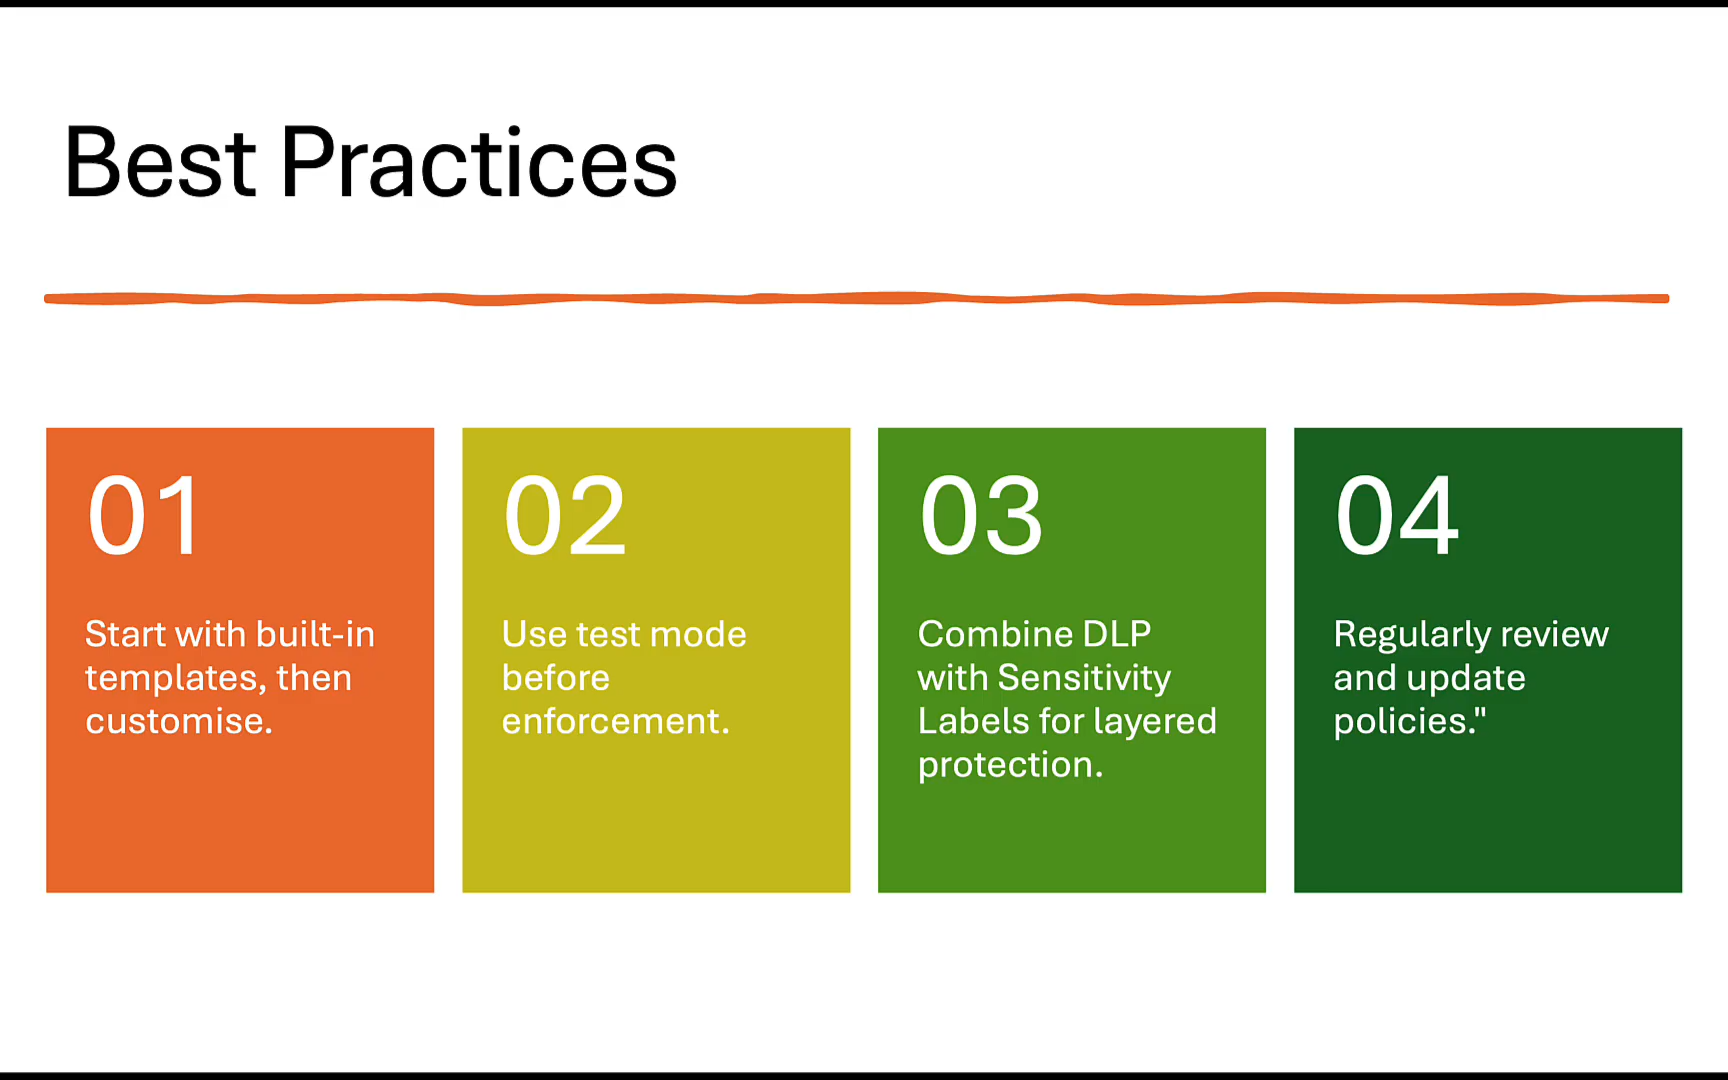 Best Practices
01
Start with built-in
templates, then
customise.
02
Use test mode
before
enforcement.
03
Combine DLP
with Sensitivity
Labels for layered
protection.
04
Regularly review
and update
policies."